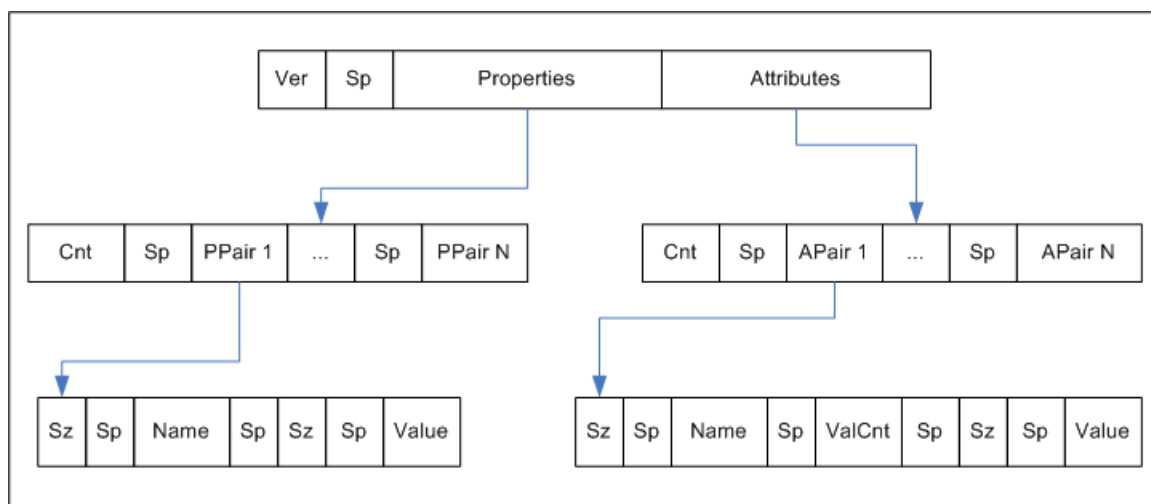 Ver Sp Properties Attributes
Cnt Sp PPair 1 ... Sp PPair N
Cnt Sp APair 1 ... Sp APair N
Sz Sp Name Sp Sz Sp Value
Sz Sp Name Sp ValCnt Sp Sz Sp Value